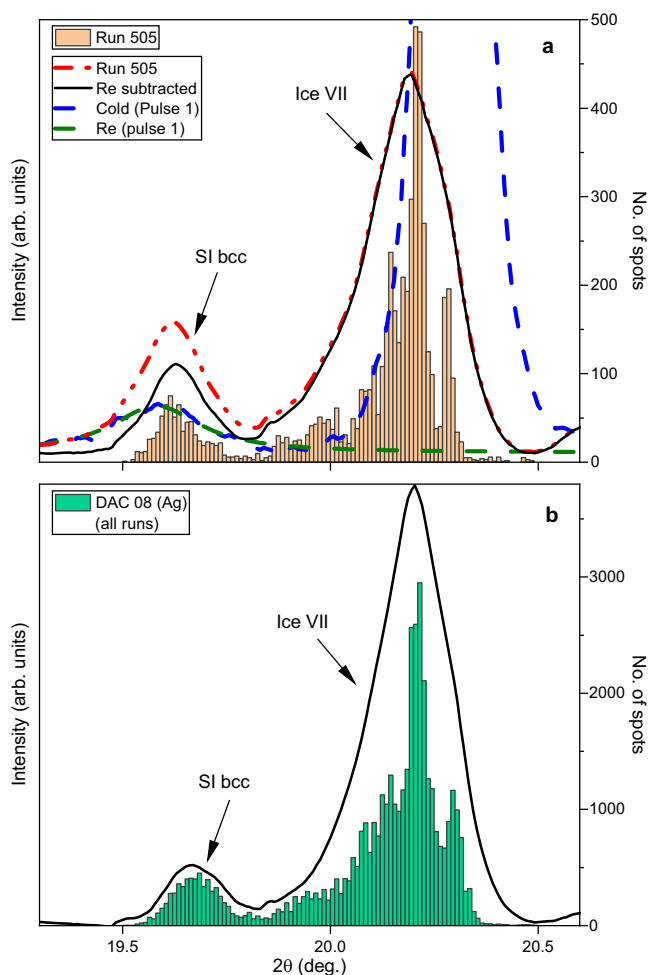 Run 505
a
500
Run 505
Re subtracted
Cold (Pulse 1)
Re (pulse 1)
Ice VII
400
300
200
100
0
SI bcc
Intensity (arb. units)
No. of spots
DAC 08 (Ag)
(all runs)
b
Ice VII
SI bcc
3000
2000
1000
0
Intensity (arb. units)
No. of spots
19.5
20.0
20.5
2θ (deg.)